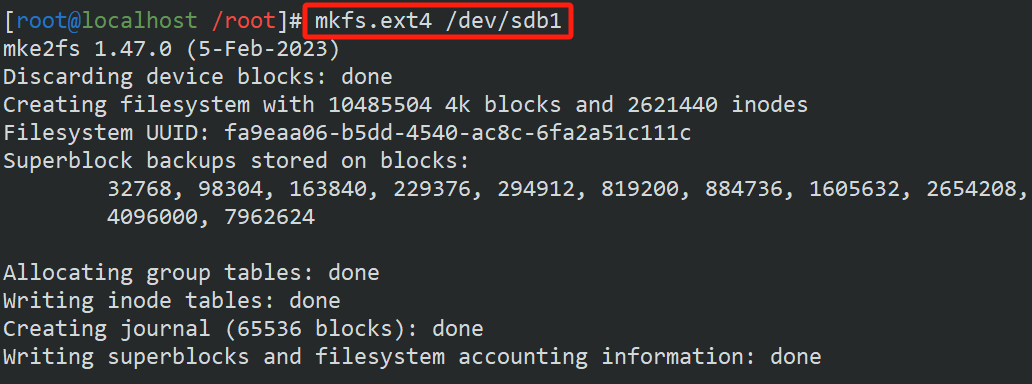 [root@localhost /root]# mkfs.ext4 /dev/sdb1
mke2fs 1.47.0 (5-Feb-2023)
Discarding device blocks: done
Creating filesystem with 10485504 4k blocks and 2621440 inodes
Filesystem UUID: fa9eaa06-b5dd-4540-ac8c-6fa2a51c111c
Superblock backups stored on blocks:
        32768, 98304, 163840, 229376, 294912, 819200, 884736, 1605632, 2654208,
        4096000, 7962624
Allocating group tables: done
Writing inode tables: done
Creating journal (65536 blocks): done
Writing superblocks and filesystem accounting information: done